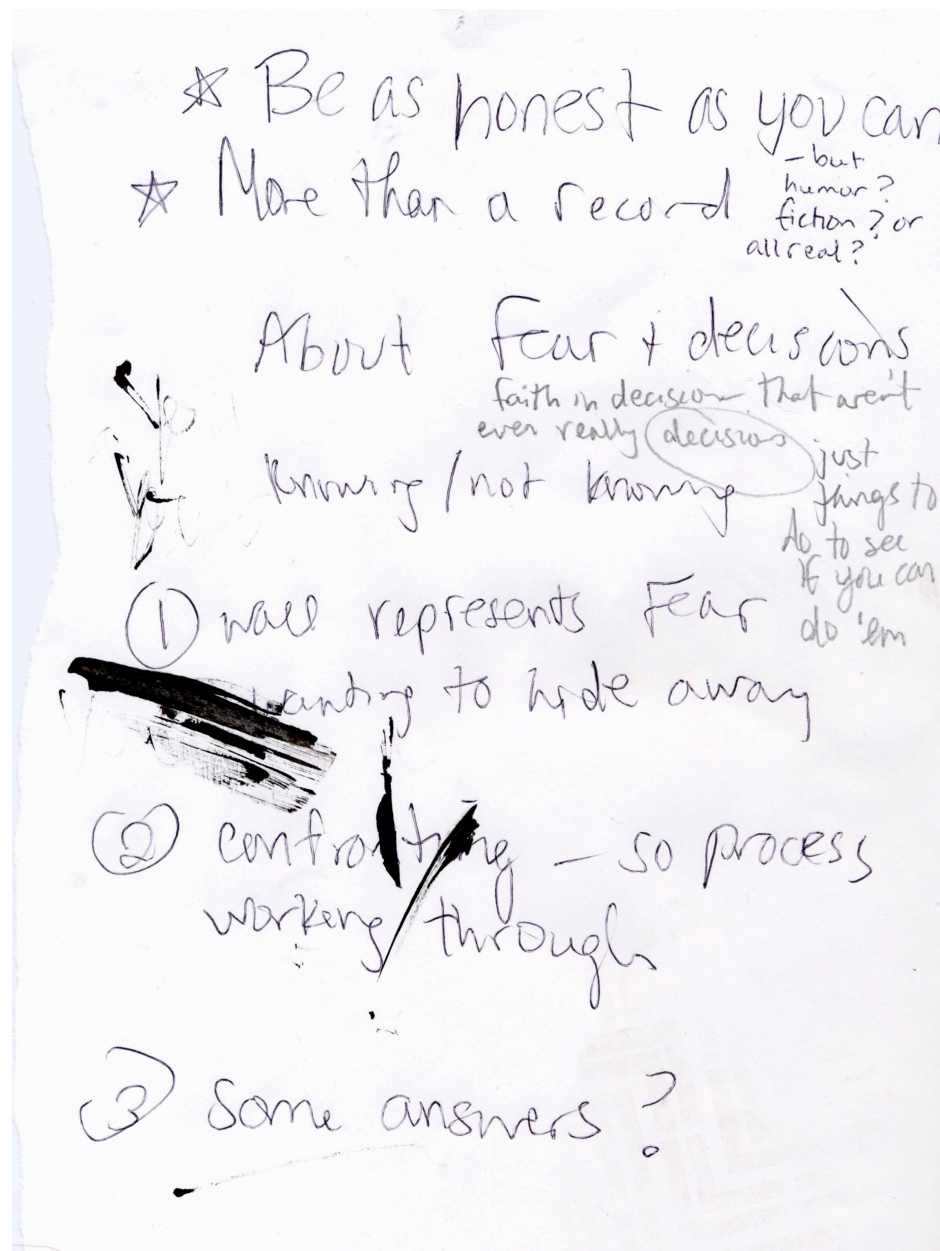 ☆ Be as honest as you can
☆ More than a record
- but
humor?
fiction? or
all real?
About Fear + decisions
faith in decisions that aren't
ever really decisions
just
things to
do to see
if you can
do 'em
Knowing / not knowing
① wall represents Fear
wanting to hide away
② confronting - so process
working through
③ some answers?